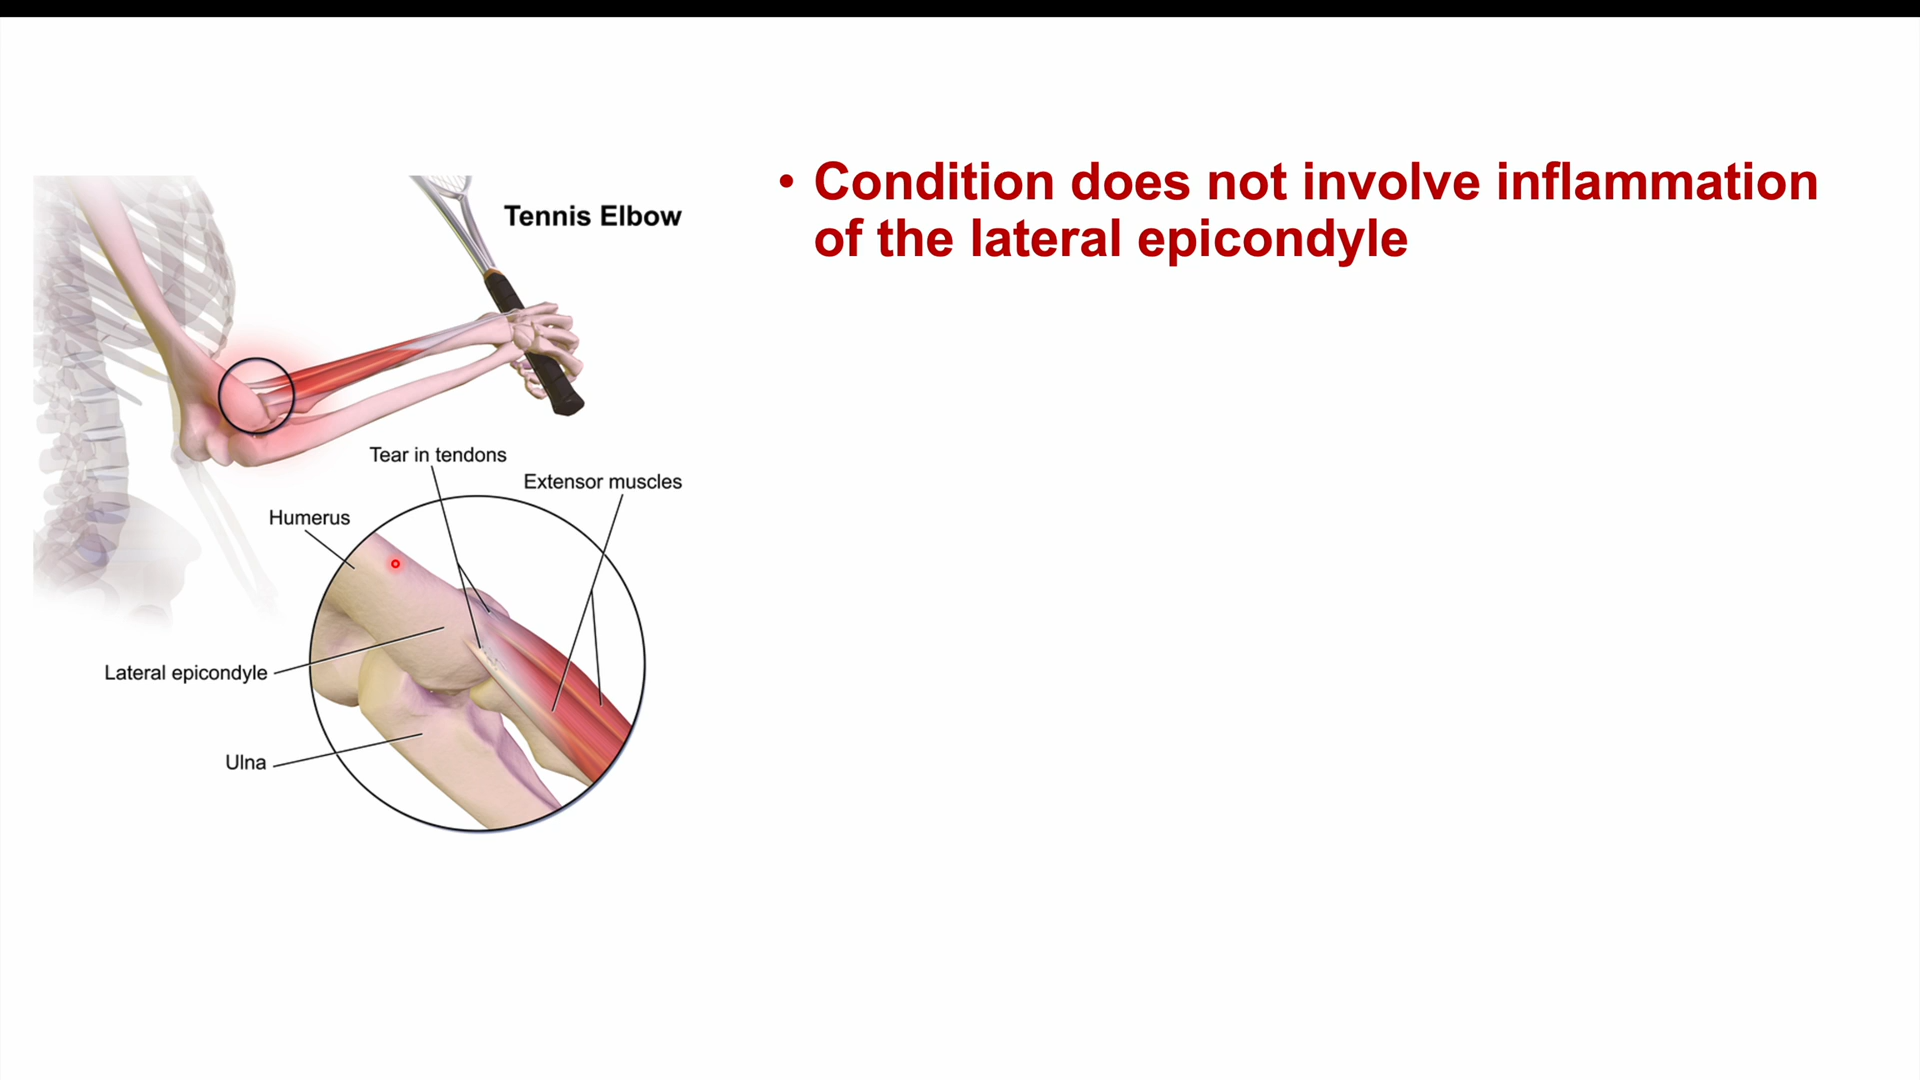 Tennis Elbow
• Condition does not involve inflammation
of the lateral epicondyle
Tear in tendons
Extensor muscles
Humerus
Lateral epicondyle
Ulna